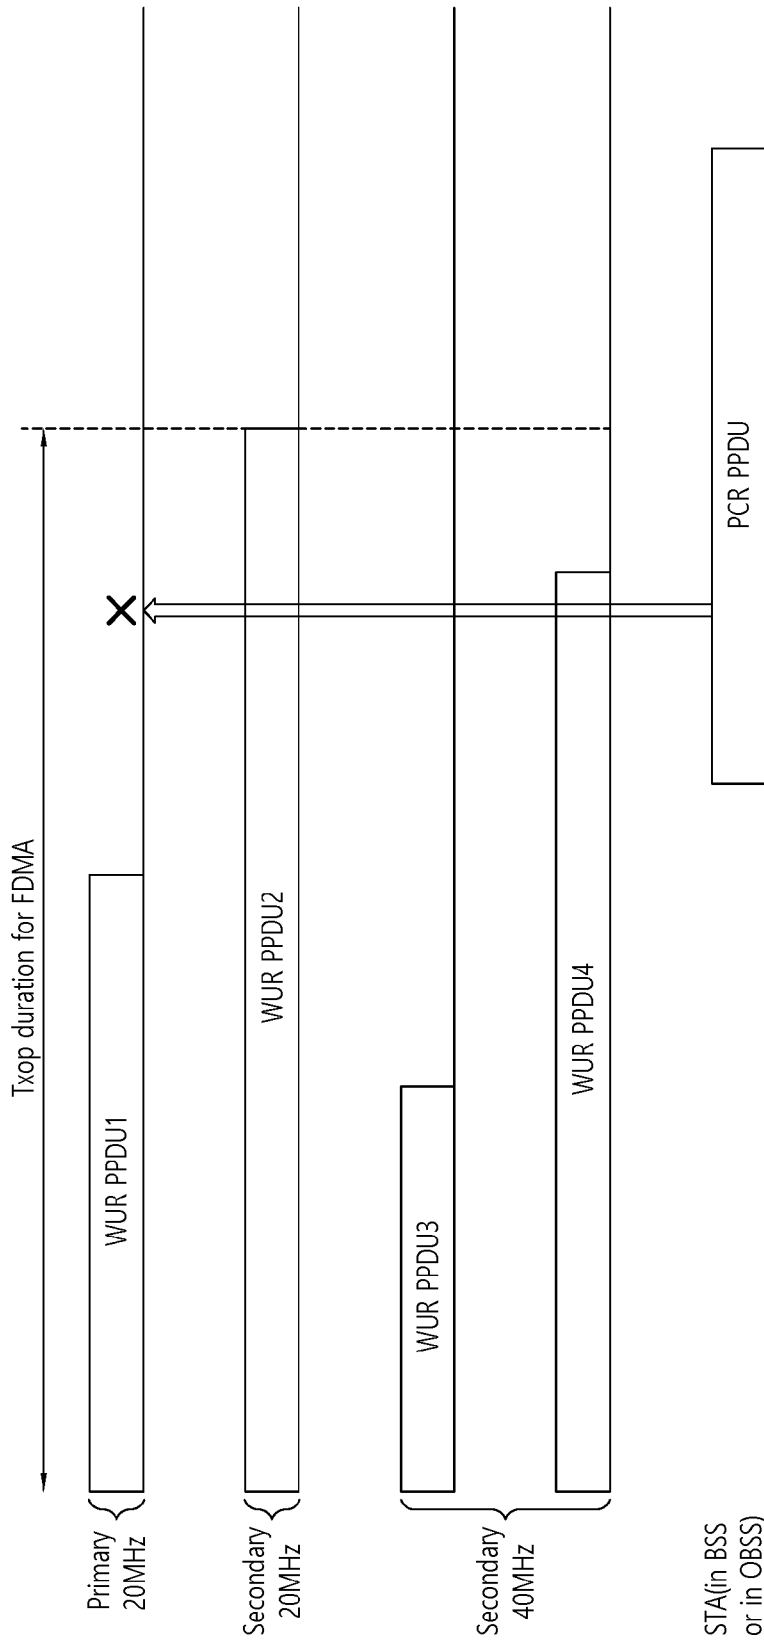 Txop duration for FDMA
Primary
20MHz
WUR PPDU1
Secondary
20MHz
WUR PPDU2
Secondary
40MHz
WUR PPDU3
WUR PPDU4
STA(in BSS
or in OBSS)
PCR PPDU